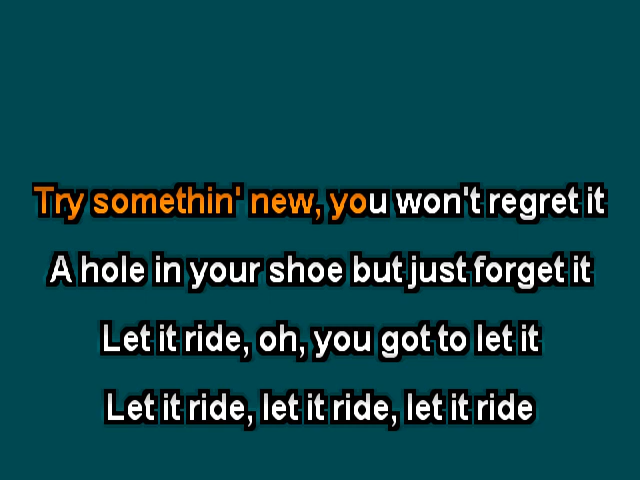 Try somethin' new, you won't regret it
A hole in your shoe but just forget it
Let it ride, oh, you got to let it
Let it ride, let it ride, let it ride